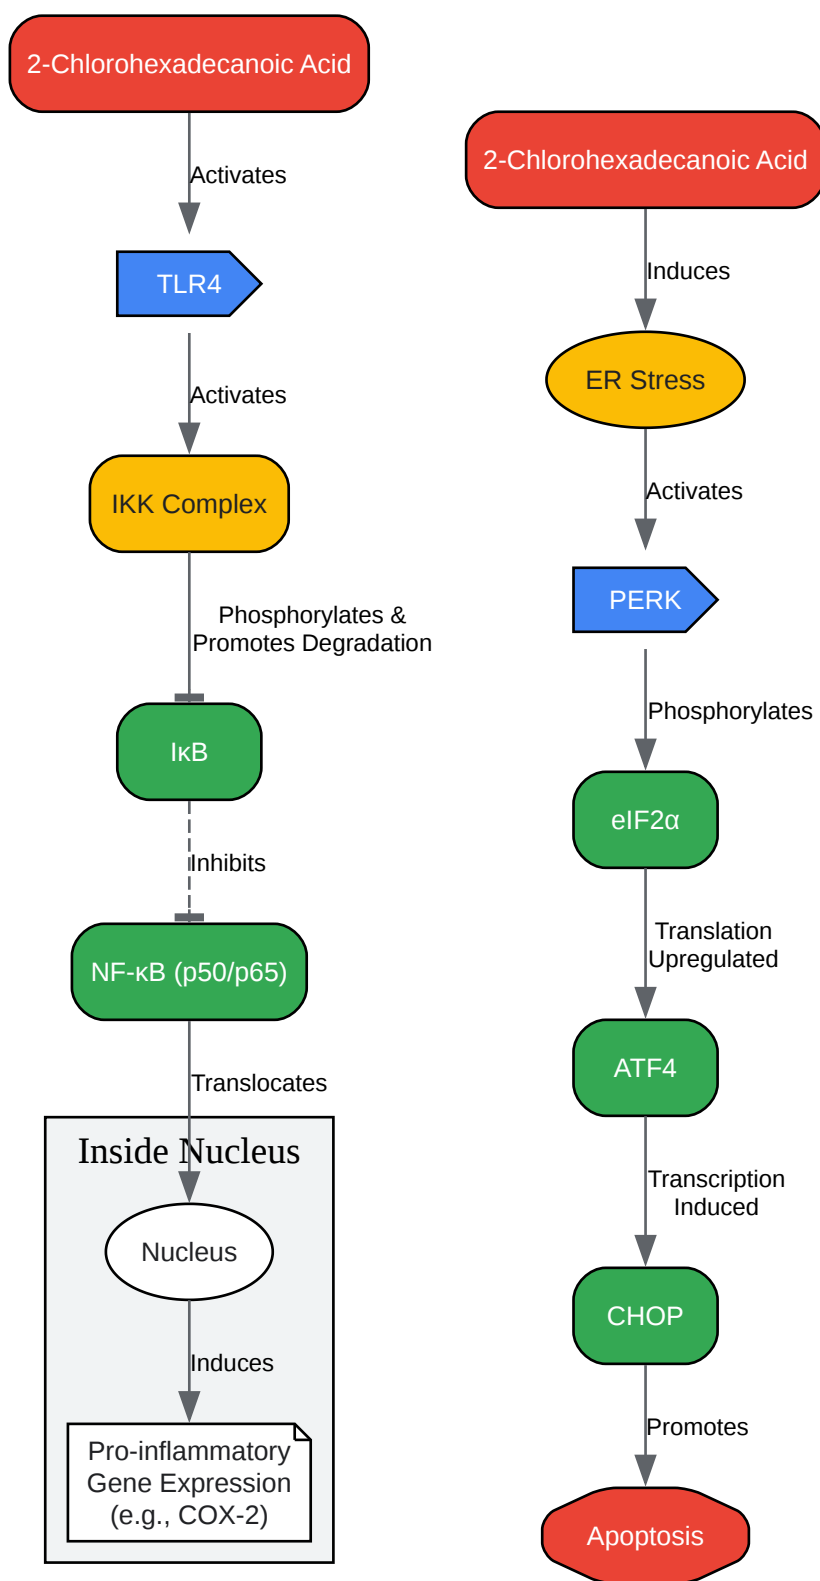 2-Chlorohexadecanoic Acid
Activates
TLR4
Activates
IKK Complex
Phosphorylates &
Promotes Degradation
IκB
Inhibits
NF-κB (p50/p65)
Translocates
Inside Nucleus
Nucleus
Induces
Pro-inflammatory
Gene Expression
(e.g., COX-2)
2-Chlorohexadecanoic Acid
Induces
ER Stress
Activates
PERK
Phosphorylates
eIF2α
Translation
Upregulated
ATF4
Transcription
Induced
CHOP
Promotes
Apoptosis